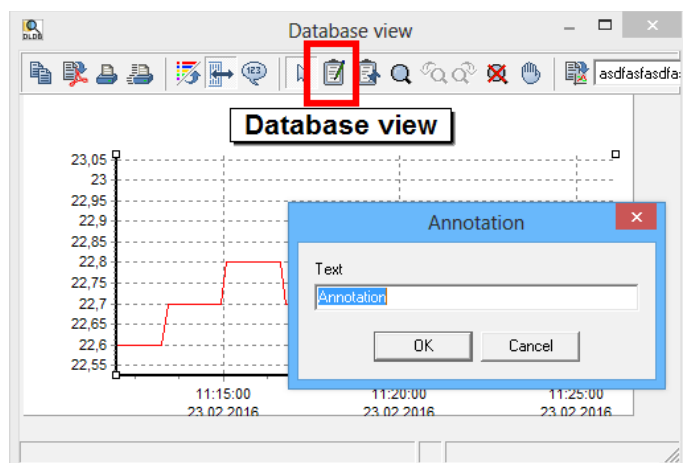 DLDB
Database view
123
asdfasfasdfa
Database view
23,05
23
22,95
22,9
22,85
22,8
22,75
22,7
22,65
22,6
22,55
11:15:00
23.02.2016
11:20:00
23.02.2016
11:25:00
23.02.2016
Annotation
Text
Annotation
OK
Cancel